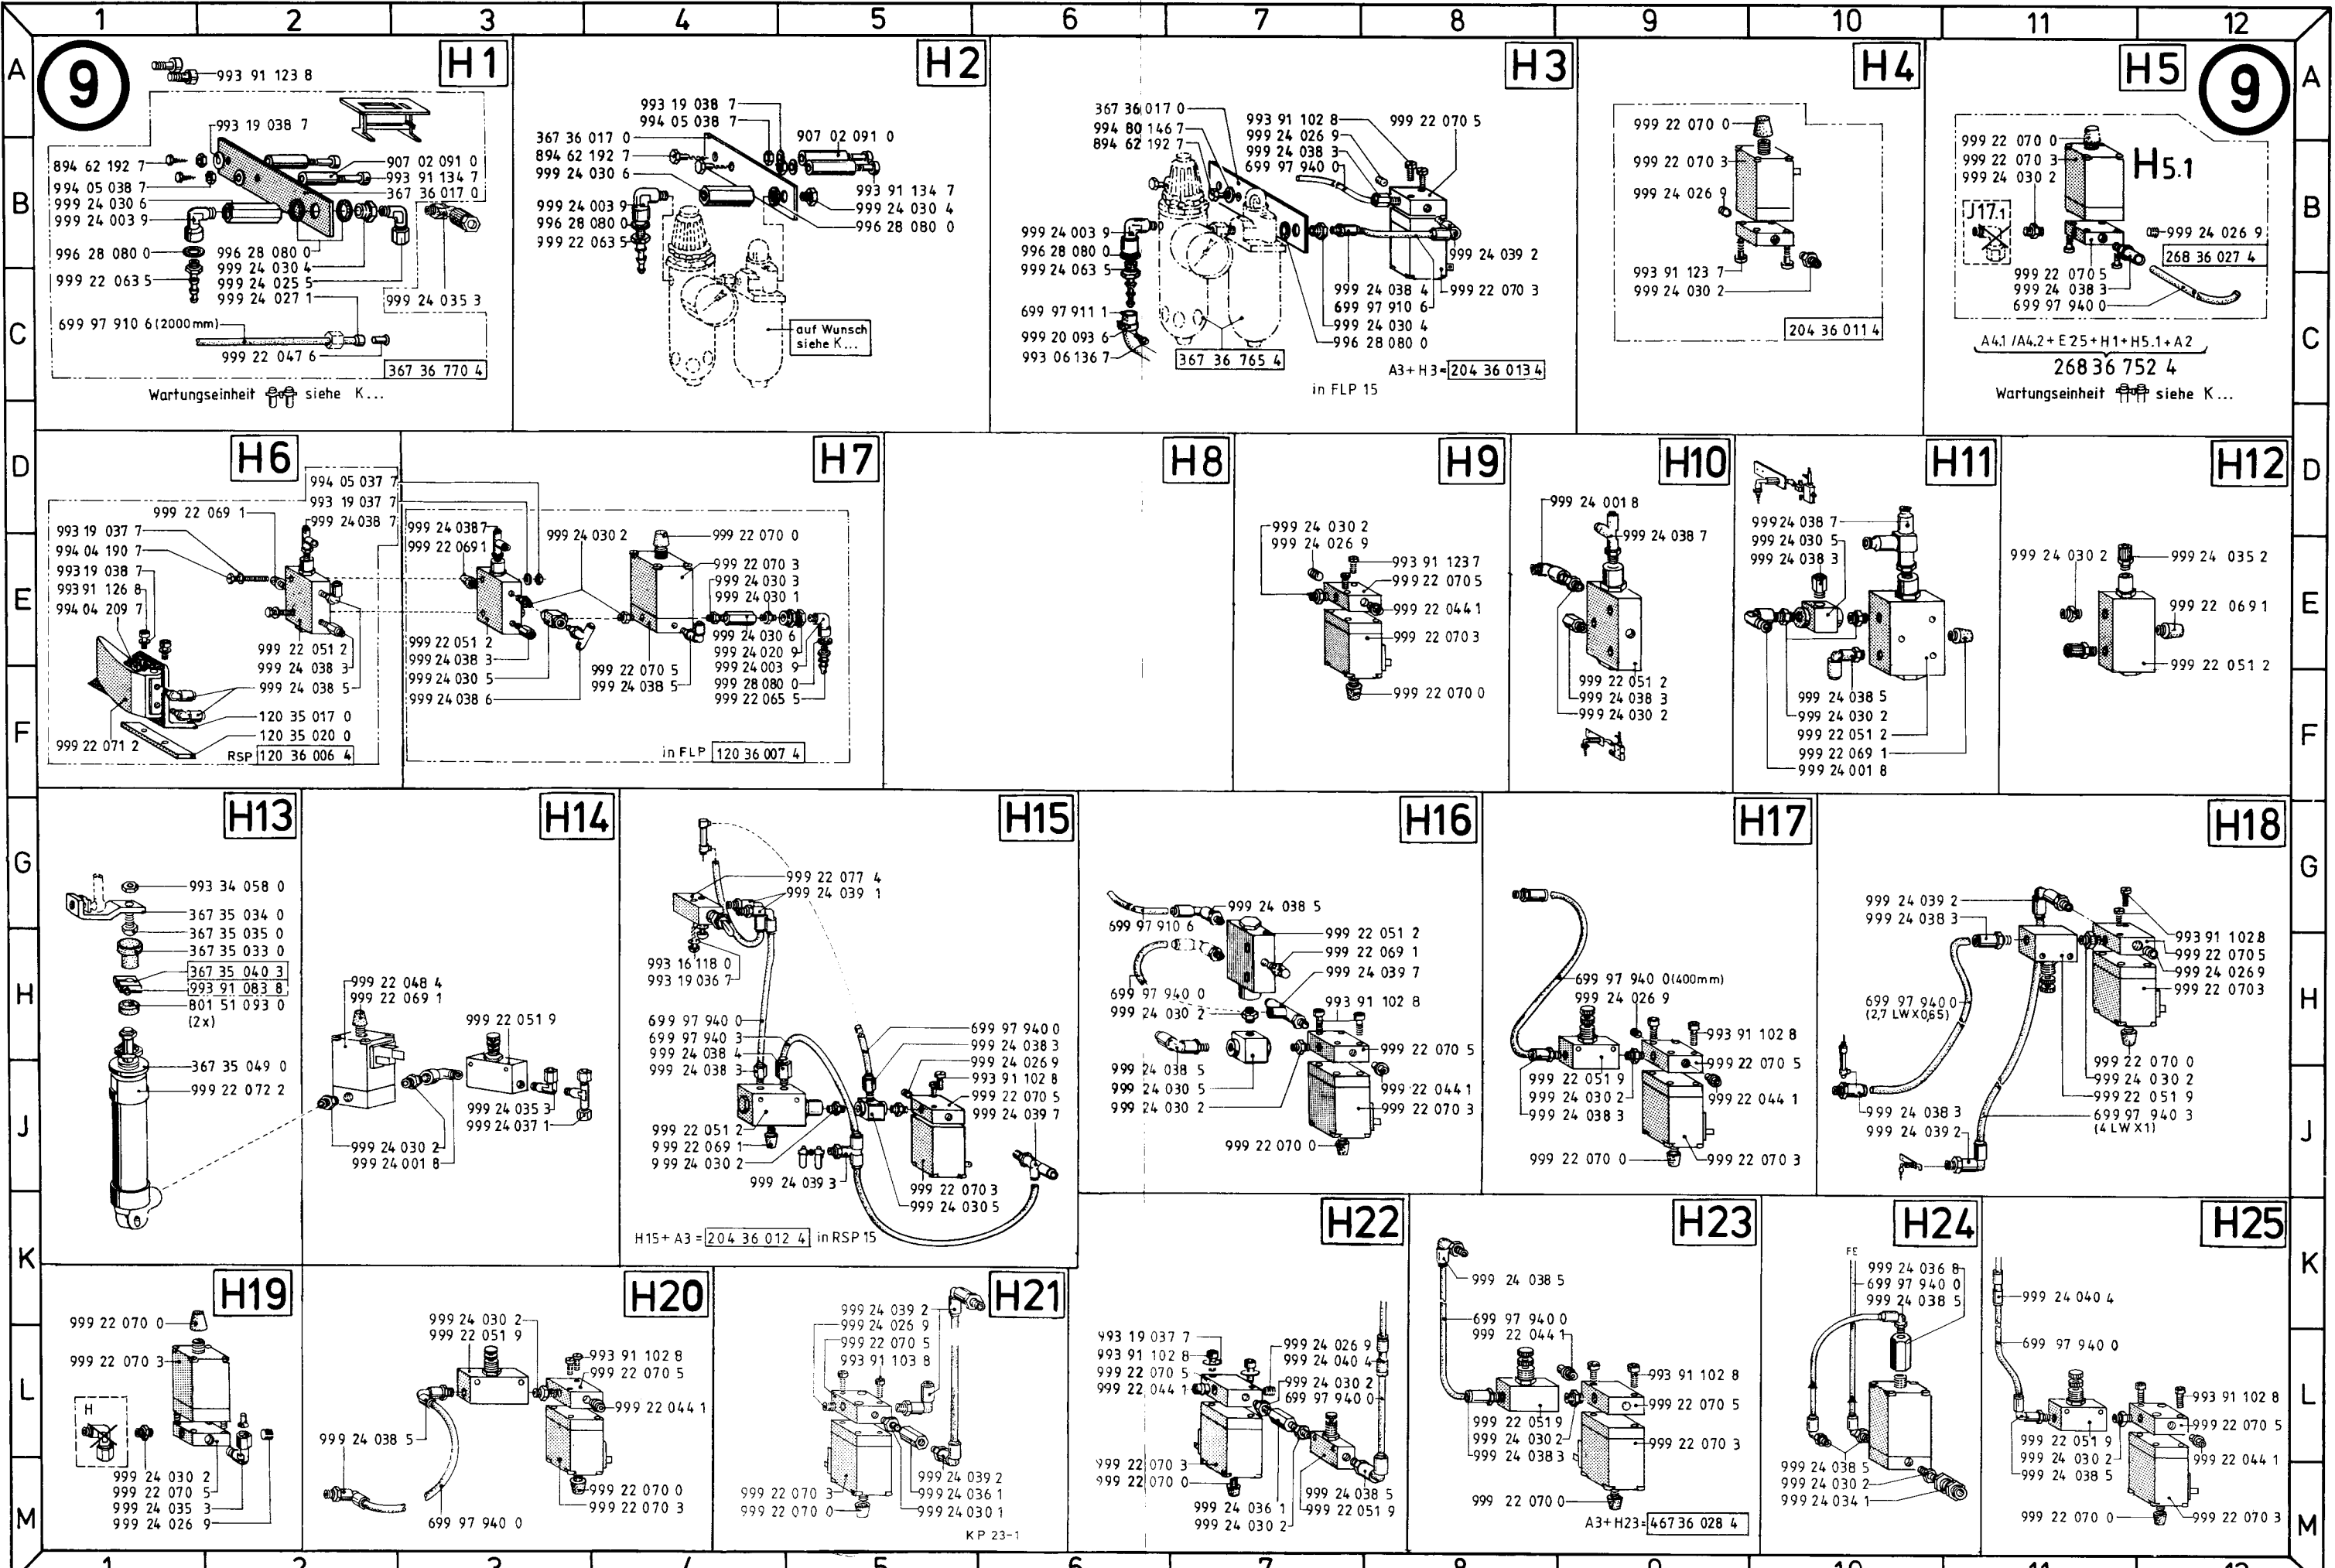 1 2 3 4 5 6 7 8 9 10 11 12
A
B
C
D
E
F
G
H
J
K
L
M
9
H1
993 91 123 8
993 19 038 7
894 62 192 7
994 05 038 7
999 24 030 6
999 24 003 9
996 28 080 0
999 22 063 5
907 02 091 0
993 91 134 7
367 36 017 0
996 28 080 0
999 24 030 4
999 24 025 5
999 24 027 1
999 24 035 3
699 97 910 6 (2000mm)
999 22 047 6
367 36 770 4
Wartungseinheit siehe K...
H2
993 19 038 7
994 05 038 7
367 36 017 0
894 62 192 7
999 24 030 6
907 02 091 0
999 24 003 9
996 28 080 0
999 22 063 5
993 91 134 7
999 24 030 4
996 28 080 0
auf Wunsch
siehe K...
H3
367 36 017 0
994 80 146 7
894 62 192 7
993 91 102 8
999 24 026 9
999 24 038 3
699 97 940 0
999 22 070 5
999 24 003 9
996 28 080 0
999 24 063 5
699 97 911 1
999 20 093 6
993 06 136 7
999 24 039 2
999 24 038 4
999 22 070 3
699 97 910 6
999 24 030 4
996 28 080 0
367 36 765 4
A3+H3= 204 36 013 4
in FLP 15
H4
999 22 070 0
999 22 070 3
999 24 026 9
993 91 123 7
999 24 030 2
204 36 011 4
H5
9
999 22 070 0
999 22 070 3
999 24 030 2
H5.1
J17.1
999 24 026 9
268 36 027 4
999 22 070 5
999 24 038 3
699 97 940 0
A4.1 /A4.2 + E25 + H1 + H5.1 + A2
268 36 752 4
Wartungseinheit siehe K...
H6
994 05 037 7
993 19 037 7
999 24 038 7
999 22 069 1
993 19 037 7
994 04 190 7
993 19 038 7
993 91 126 8
994 04 209 7
999 22 051 2
999 24 038 3
999 24 038 5
120 35 017 0
120 35 020 0
999 22 071 2
RSP 120 36 006 4
H7
999 24 038 7
999 22 069 1
999 24 030 2
999 22 070 0
999 22 070 3
999 24 030 3
999 24 030 1
999 22 051 2
999 24 038 3
999 24 030 5
999 24 038 6
999 22 070 5
999 24 038 5
999 24 030 6
999 24 020 9
999 24 003 9
999 28 080 0
999 22 065 5
in FLP 120 36 007 4
H8
H9
999 24 030 2
999 24 026 9
993 91 123 7
999 22 070 5
999 22 044 1
999 22 070 3
999 22 070 0
H10
999 24 001 8
999 24 038 7
999 22 051 2
999 24 038 3
999 24 030 2
H11
999 24 038 7
999 24 030 5
999 24 038 3
999 24 038 5
999 24 030 2
999 22 051 2
999 22 069 1
999 24 001 8
H12
999 24 030 2
999 24 035 2
999 22 069 1
999 22 051 2
H13
993 34 058 0
367 35 034 0
367 35 035 0
367 35 033 0
367 35 040 3
993 91 083 8
801 51 093 0
(2x)
367 35 049 0
999 22 072 2
H14
999 22 048 4
999 22 069 1
999 22 051 9
999 24 035 3
999 24 037 1
999 24 030 2
999 24 001 8
H15
999 22 077 4
999 24 039 1
993 16 118 0
993 19 036 7
699 97 940 0
699 97 940 3
999 24 038 4
999 24 038 3
699 97 940 0
999 24 038 3
999 24 026 9
993 91 102 8
999 22 070 5
999 24 039 7
999 22 051 2
999 22 069 1
999 24 030 2
999 24 039 3
999 22 070 3
999 24 030 5
H15+ A3 = 204 36 012 4 in RSP 15
H16
999 24 038 5
699 97 910 6
999 22 051 2
999 22 069 1
999 24 039 7
699 97 940 0
999 24 030 2
993 91 102 8
999 22 070 5
999 24 038 5
999 24 030 5
999 24 030 2
999 22 044 1
999 22 070 3
999 22 070 0
H17
699 97 940 0 (400mm)
999 24 026 9
993 91 102 8
999 22 070 5
999 22 051 9
999 24 030 2
999 24 038 3
999 22 044 1
999 22 070 0
999 22 070 3
H18
999 24 039 2
999 24 038 3
993 91 102 8
999 22 070 5
999 24 026 9
999 22 070 3
699 97 940 0
(2,7 LW X 0,65)
999 22 070 0
999 24 030 2
999 22 051 9
699 97 940 3
(4 LW X 1)
999 24 038 3
999 24 039 2
H19
999 22 070 0
999 22 070 3
H
999 24 030 2
999 22 070 5
999 24 035 3
999 24 026 9
H20
999 24 030 2
999 22 051 9
993 91 102 8
999 22 070 5
999 22 044 1
999 24 038 5
999 22 070 0
999 22 070 3
699 97 940 0
H21
999 24 039 2
999 24 026 9
999 22 070 5
993 91 103 8
999 22 070 3
999 22 070 0
999 24 039 2
999 24 036 1
999 24 030 1
KP 23-1
H22
993 19 037 7
993 91 102 8
999 22 070 5
999 22 044 1
999 24 026 9
999 24 040 4
999 24 030 2
699 97 940 0
999 22 070 3
999 22 070 0
999 24 036 1
999 24 030 2
999 24 038 5
999 22 051 9
H23
999 24 038 5
699 97 940 0
999 22 044 1
993 91 102 8
999 22 070 5
999 22 051 9
999 24 030 2
999 24 038 3
999 22 070 3
999 22 070 0
A3+H23= 467 36 028 4
H24
FE
999 24 036 8
699 97 940 0
999 24 038 5
999 24 038 5
999 24 030 2
999 24 034 1
H25
999 24 040 4
699 97 940 0
993 91 102 8
999 22 070 5
999 22 051 9
999 24 030 2
999 24 038 5
999 22 044 1
999 22 070 0
999 22 070 3